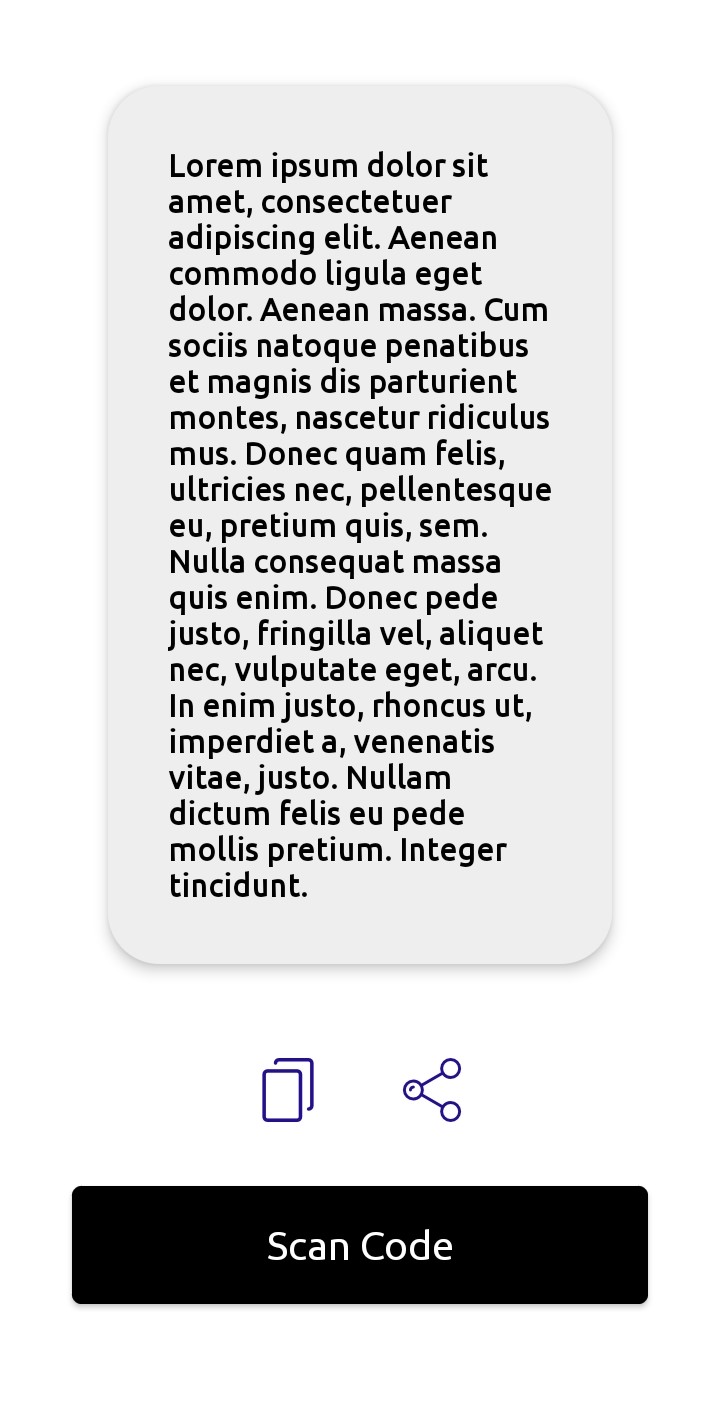 Lorem ipsum dolor sit
amet, consectetuer
adipiscing elit. Aenean
commodo ligula eget
dolor. Aenean massa. Cum
sociis natoque penatibus
et magnis dis parturient
montes, nascetur ridiculus
mus. Donec quam felis,
ultricies nec, pellentesque
eu, pretium quis, sem.
Nulla consequat massa
quis enim. Donec pede
justo, fringilla vel, aliquet
nec, vulputate eget, arcu.
In enim justo, rhoncus ut,
imperdiet a, venenatis
vitae, justo. Nullam
dictum felis eu pede
mollis pretium. Integer
tincidunt.
Scan Code